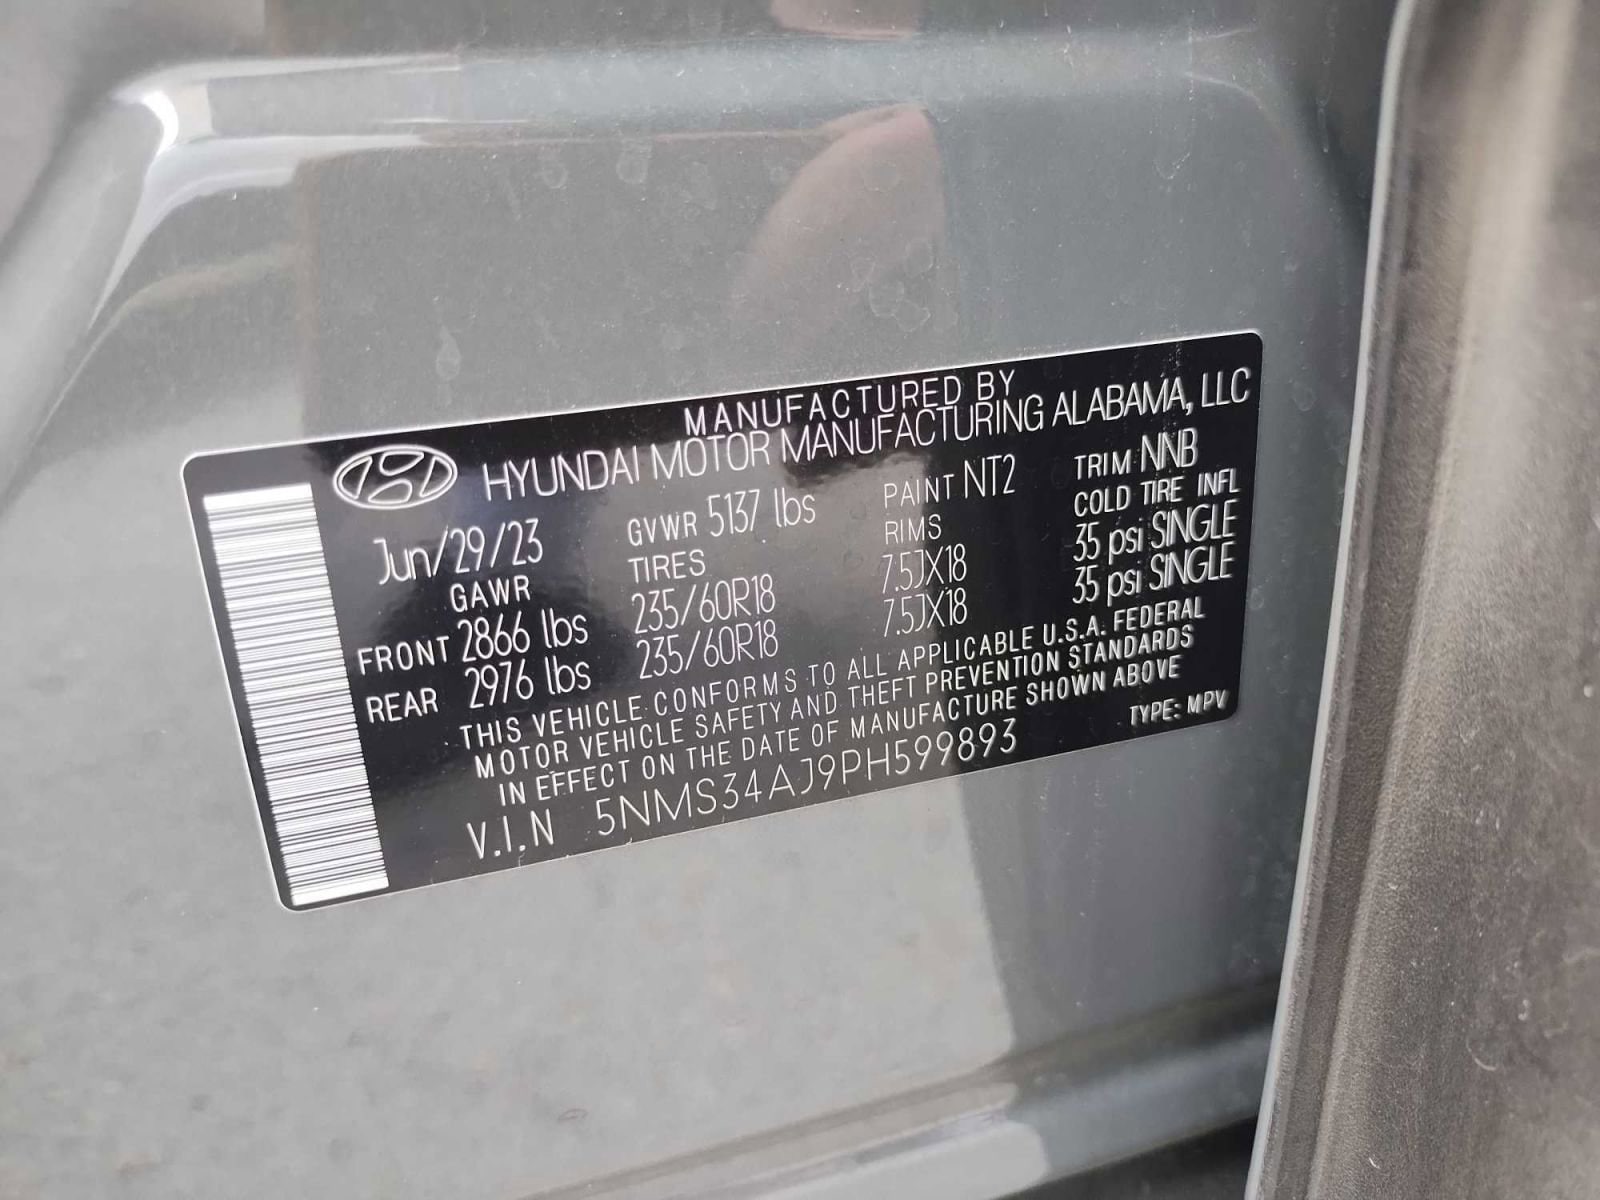 MANUFACTURED BY
HYUNDAI MOTOR MANUFACTURING ALABAMA, LLC
Jun/29/23 GVWR 5137 lbs PAINT NT2 TRIM NNB
GAWR TIRES RIMS COLD TIRE INFL
FRONT 2866 lbs 235/60R18 7.5JX18 35 psi SINGLE
REAR 2976 lbs 235/60R18 7.5JX18 35 psi SINGLE
THIS VEHICLE CONFORMS TO ALL APPLICABLE U.S.A. FEDERAL
MOTOR VEHICLE SAFETY AND THEFT PREVENTION STANDARDS
IN EFFECT ON THE DATE OF MANUFACTURE SHOWN ABOVE
V.I.N 5NMS34AJ9PH599893 TYPE: MPV